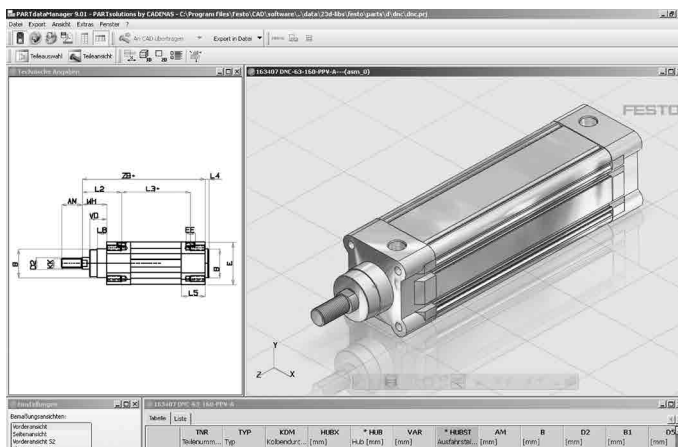 PARTdataManager 9.01 - PARTsolutions by CADENAS - C:\Program Files\Festo\CAD\software\..\data\23d-libs\festo\parts\f\dnc\dnc.prj
Datei Export Ansicht Extras Fenster ?
An CAD übertragen Export in Datei
Teileauswahl Teileansicht
Technische Angaben
163407 DNC-63-160-PPV-A---(asm_0)
FESTO
ZB+
L4
L2 L3+
AM WH
VD
L8 EE
B D2 KK B E
L5
Y
Z X
Einstellungen
163407 DNC-63-160-PPV-A
Bemaßungsansichten:
Tabelle Liste
Vorderansicht
Seitenansicht
Vorderansicht S2
TNR TYP KDM HUBX * HUB VAR * HUBST AM B D2 B1 D5
Teilenumm... Typ Kolbendurc... [mm] Hub [mm] [mm] Ausfahrstel... [mm] [mm] [mm] [mm]